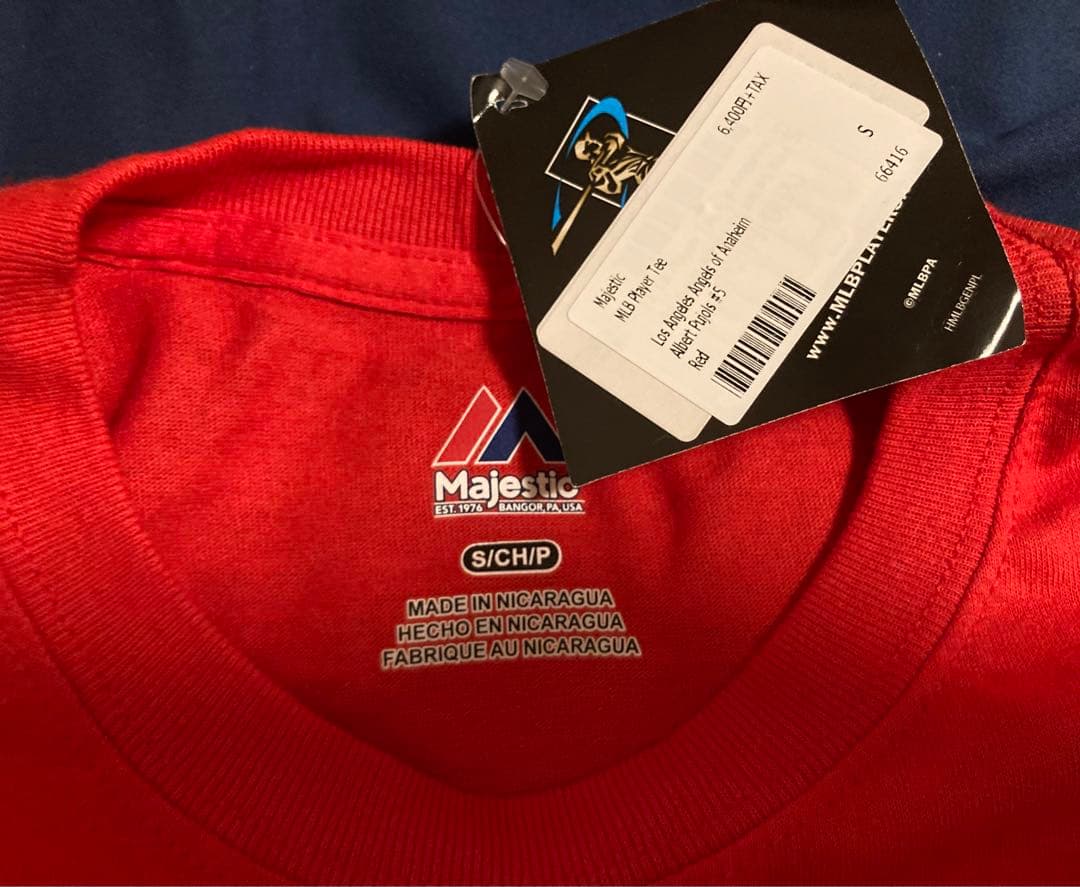 6,400円+TAX
S
66416
Majestic
MLB Player Tee
Los Angeles Angels of Anaheim
Albert Pujols #5
Red
WWW.MLBPLAYERS
©MLBPA
HMLBGENPL
Majestic
EST. 1976 BANGOR, PA, USA
S/CH/P
MADE IN NICARAGUA
HECHO EN NICARAGUA
FABRIQUE AU NICARAGUA